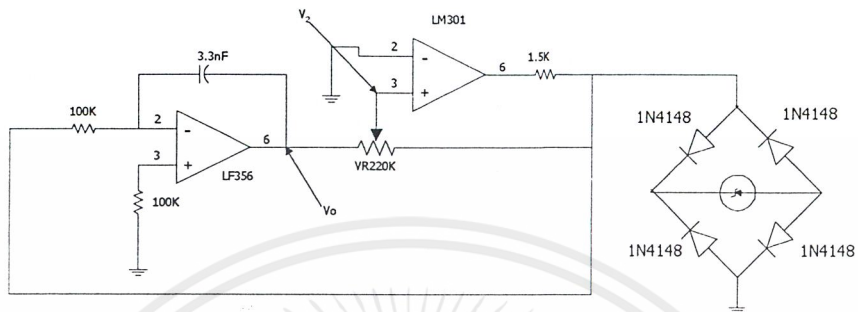 V2
LM301
3.3nF
2
-
6
1.5K
3
+
100K
2
-
6
3
+
LF356
VR220K
100K
Vo
1N4148
1N4148
1N4148
1N4148